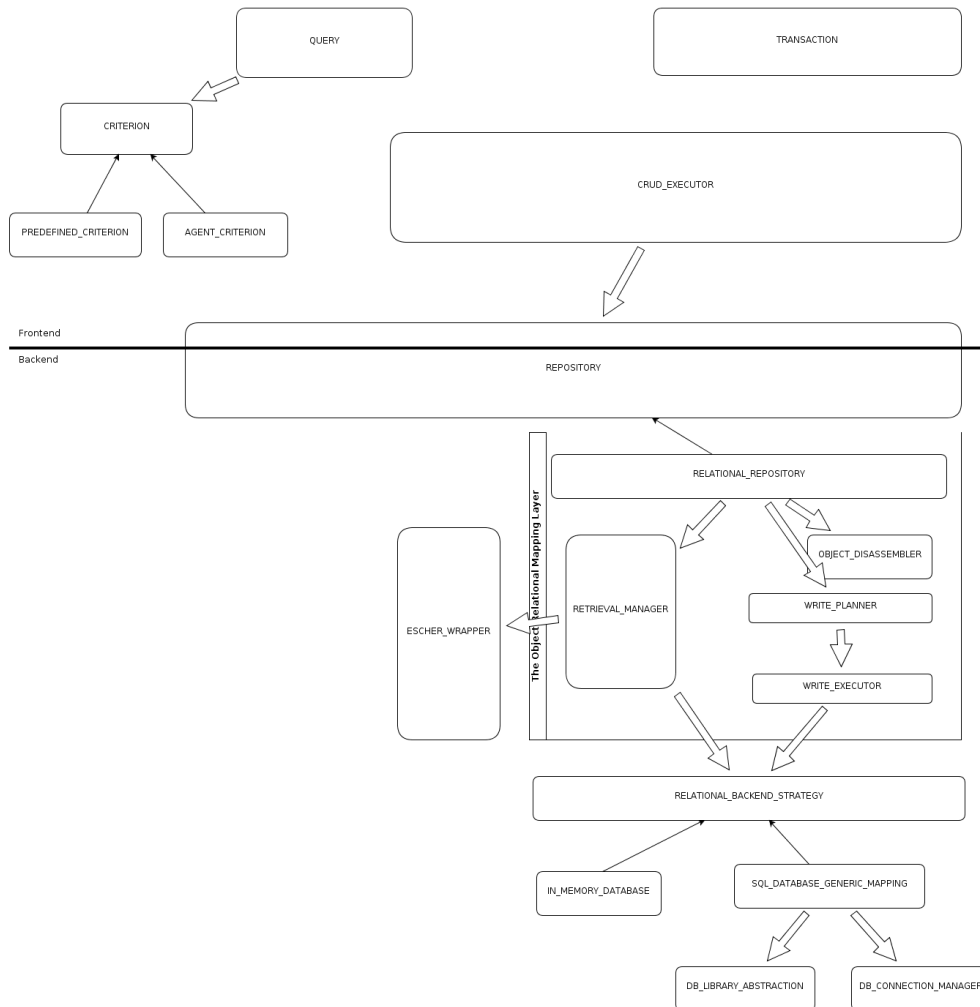 QUERY
TRANSACTION
CRITERION
CRUD_EXECUTOR
PREDEFINED_CRITERION
AGENT_CRITERION
Frontend
Backend
REPOSITORY
RELATIONAL_REPOSITORY
The Object Relational Mapping Layer
OBJECT_DISASSEMBLER
RETRIEVAL_MANAGER
WRITE_PLANNER
ESCHER_WRAPPER
WRITE_EXECUTOR
RELATIONAL_BACKEND_STRATEGY
IN_MEMORY_DATABASE
SQL_DATABASE_GENERIC_MAPPING
DB_LIBRARY_ABSTRACTION
DB_CONNECTION_MANAGER